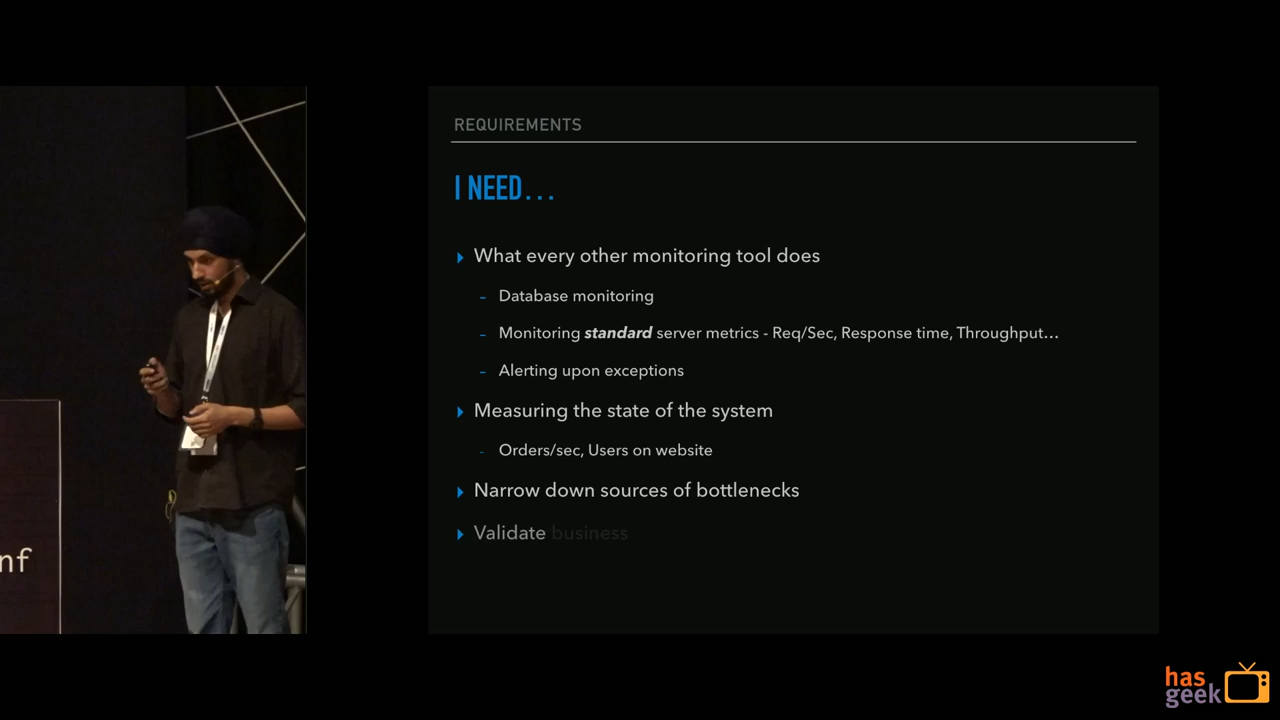 REQUIREMENTS
I NEED...
What every other monitoring tool does
- Database monitoring
- Monitoring standard server metrics - Req/Sec, Response time, Throughput...
- Alerting upon exceptions
Measuring the state of the system
- Orders/sec, Users on website
Narrow down sources of bottlenecks
Validate business
nf
has
geek